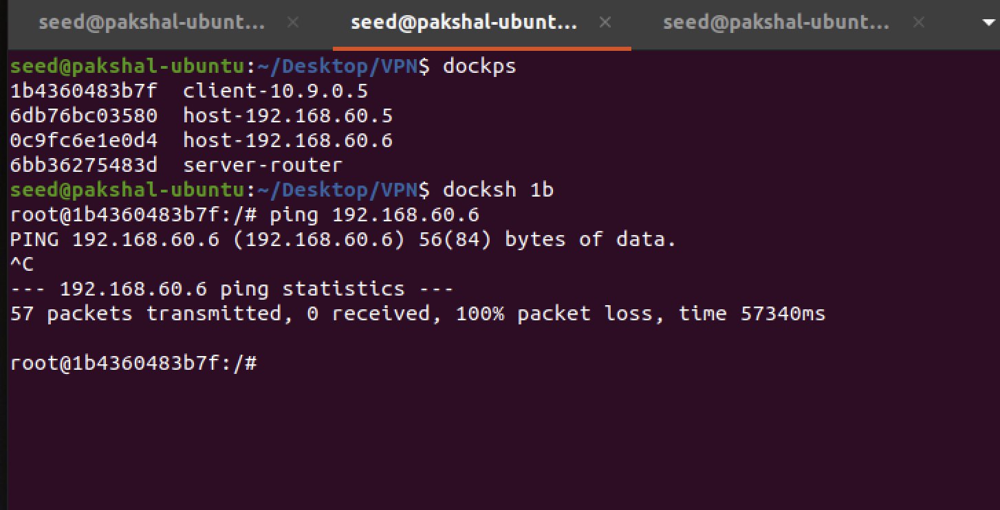 seed@pakshal-ubunt... × seed@pakshal-ubunt... × seed@pakshal-ubunt... ×
seed@pakshal-ubuntu:~/Desktop/VPN$ dockps
1b4360483b7f  client-10.9.0.5
6db76bc03580  host-192.168.60.5
0c9fc6e1e0d4  host-192.168.60.6
6bb36275483d  server-router
seed@pakshal-ubuntu:~/Desktop/VPN$ docksh 1b
root@1b4360483b7f:/# ping 192.168.60.6
PING 192.168.60.6 (192.168.60.6) 56(84) bytes of data.
^C
--- 192.168.60.6 ping statistics ---
57 packets transmitted, 0 received, 100% packet loss, time 57340ms
root@1b4360483b7f:/#